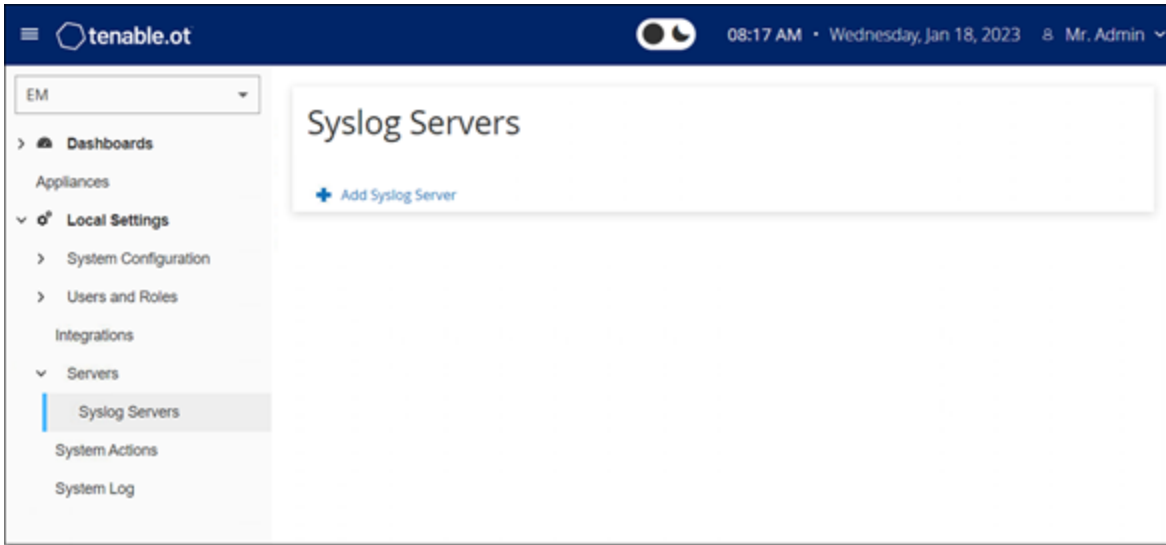 tenable.ot
08:17 AM • Wednesday, Jan 18, 2023 Mr. Admin
EM
Dashboards
Appliances
Local Settings
System Configuration
Users and Roles
Integrations
Servers
Syslog Servers
System Actions
System Log
Syslog Servers
Add Syslog Server